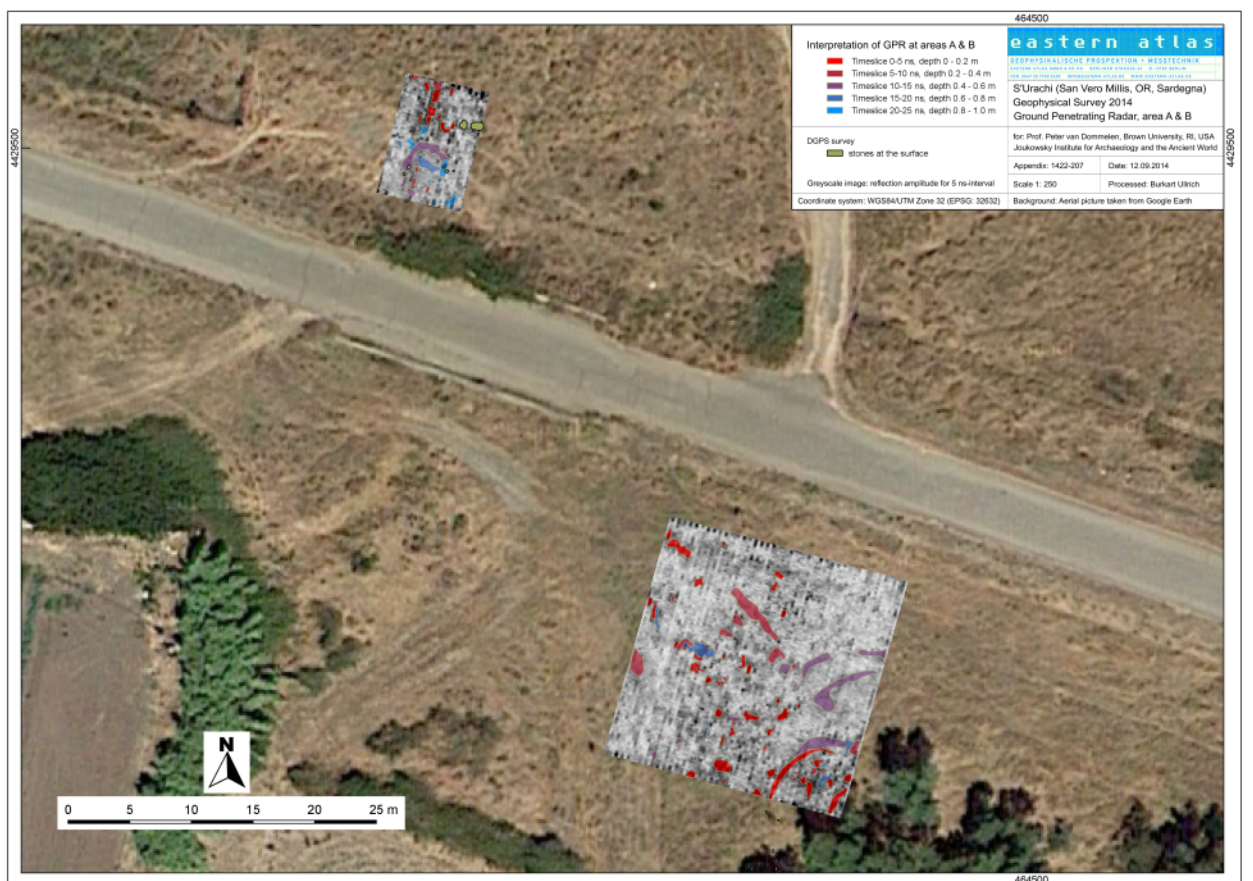 464500
4429500
4429500
Interpretation of GPR at areas A & B
Timeslice 0-5 ns, depth 0 - 0.2 m
Timeslice 5-10 ns, depth 0.2 - 0.4 m
Timeslice 10-15 ns, depth 0.4 - 0.6 m
Timeslice 15-20 ns, depth 0.6 - 0.8 m
Timeslice 20-25 ns, depth 0.8 - 1.0 m
DGPS survey
stones at the surface
Greyscale image: reflection amplitude for 5 ns-interval
Coordinate system: WGS84/UTM Zone 32 (EPSG: 32632)
eastern atlas
GEOPHYSIKALISCHE PROSPEKTION + MESSTECHNIK
S'Urachi (San Vero Millis, OR, Sardegna)
Geophysical Survey 2014
Ground Penetrating Radar, area A & B
for: Prof. Peter van Dommelen, Brown University, RI, USA
Joukowsky Institute for Archaeology and the Ancient World
Appendix: 1422-207
Date: 12.09.2014
Scale 1: 250
Processed: Burkart Ullrich
Background: Aerial picture taken from Google Earth
N
0 5 10 15 20 25 m
464500